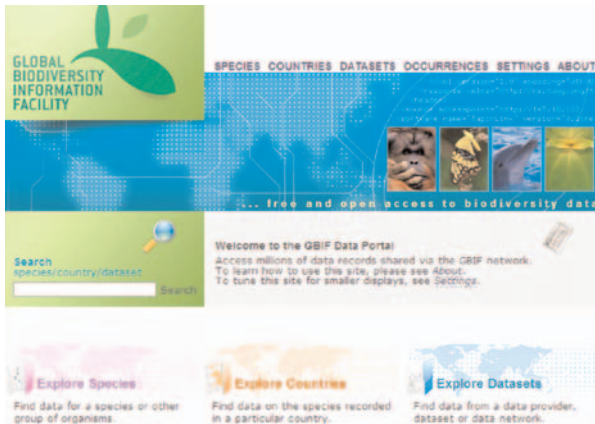 GLOBAL
BIODIVERSITY
INFORMATION
FACILITY
SPECIES COUNTRIES DATASETS OCCURRENCES SETTINGS ABOUT
... free and open access to biodiversity data
Search
species/country/dataset
Search
Welcome to the GBIF Data Portal
Access millions of data records shared via the GBIF network.
To learn how to use this site, please see About.
To tune this site for smaller displays, see Settings.
Explore Species
Find data for a species or other
group of organisms.
Explore Countries
Find data on the species recorded
in a particular country.
Explore Datasets
Find data from a data provider,
dataset or data network.